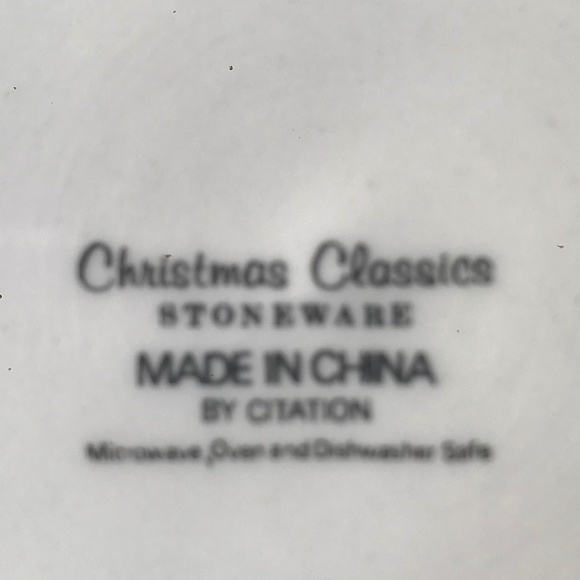 Christmas Classics
STONEWARE
MADE IN CHINA
BY CITATION
Microwave, Oven and Dishwasher Safe